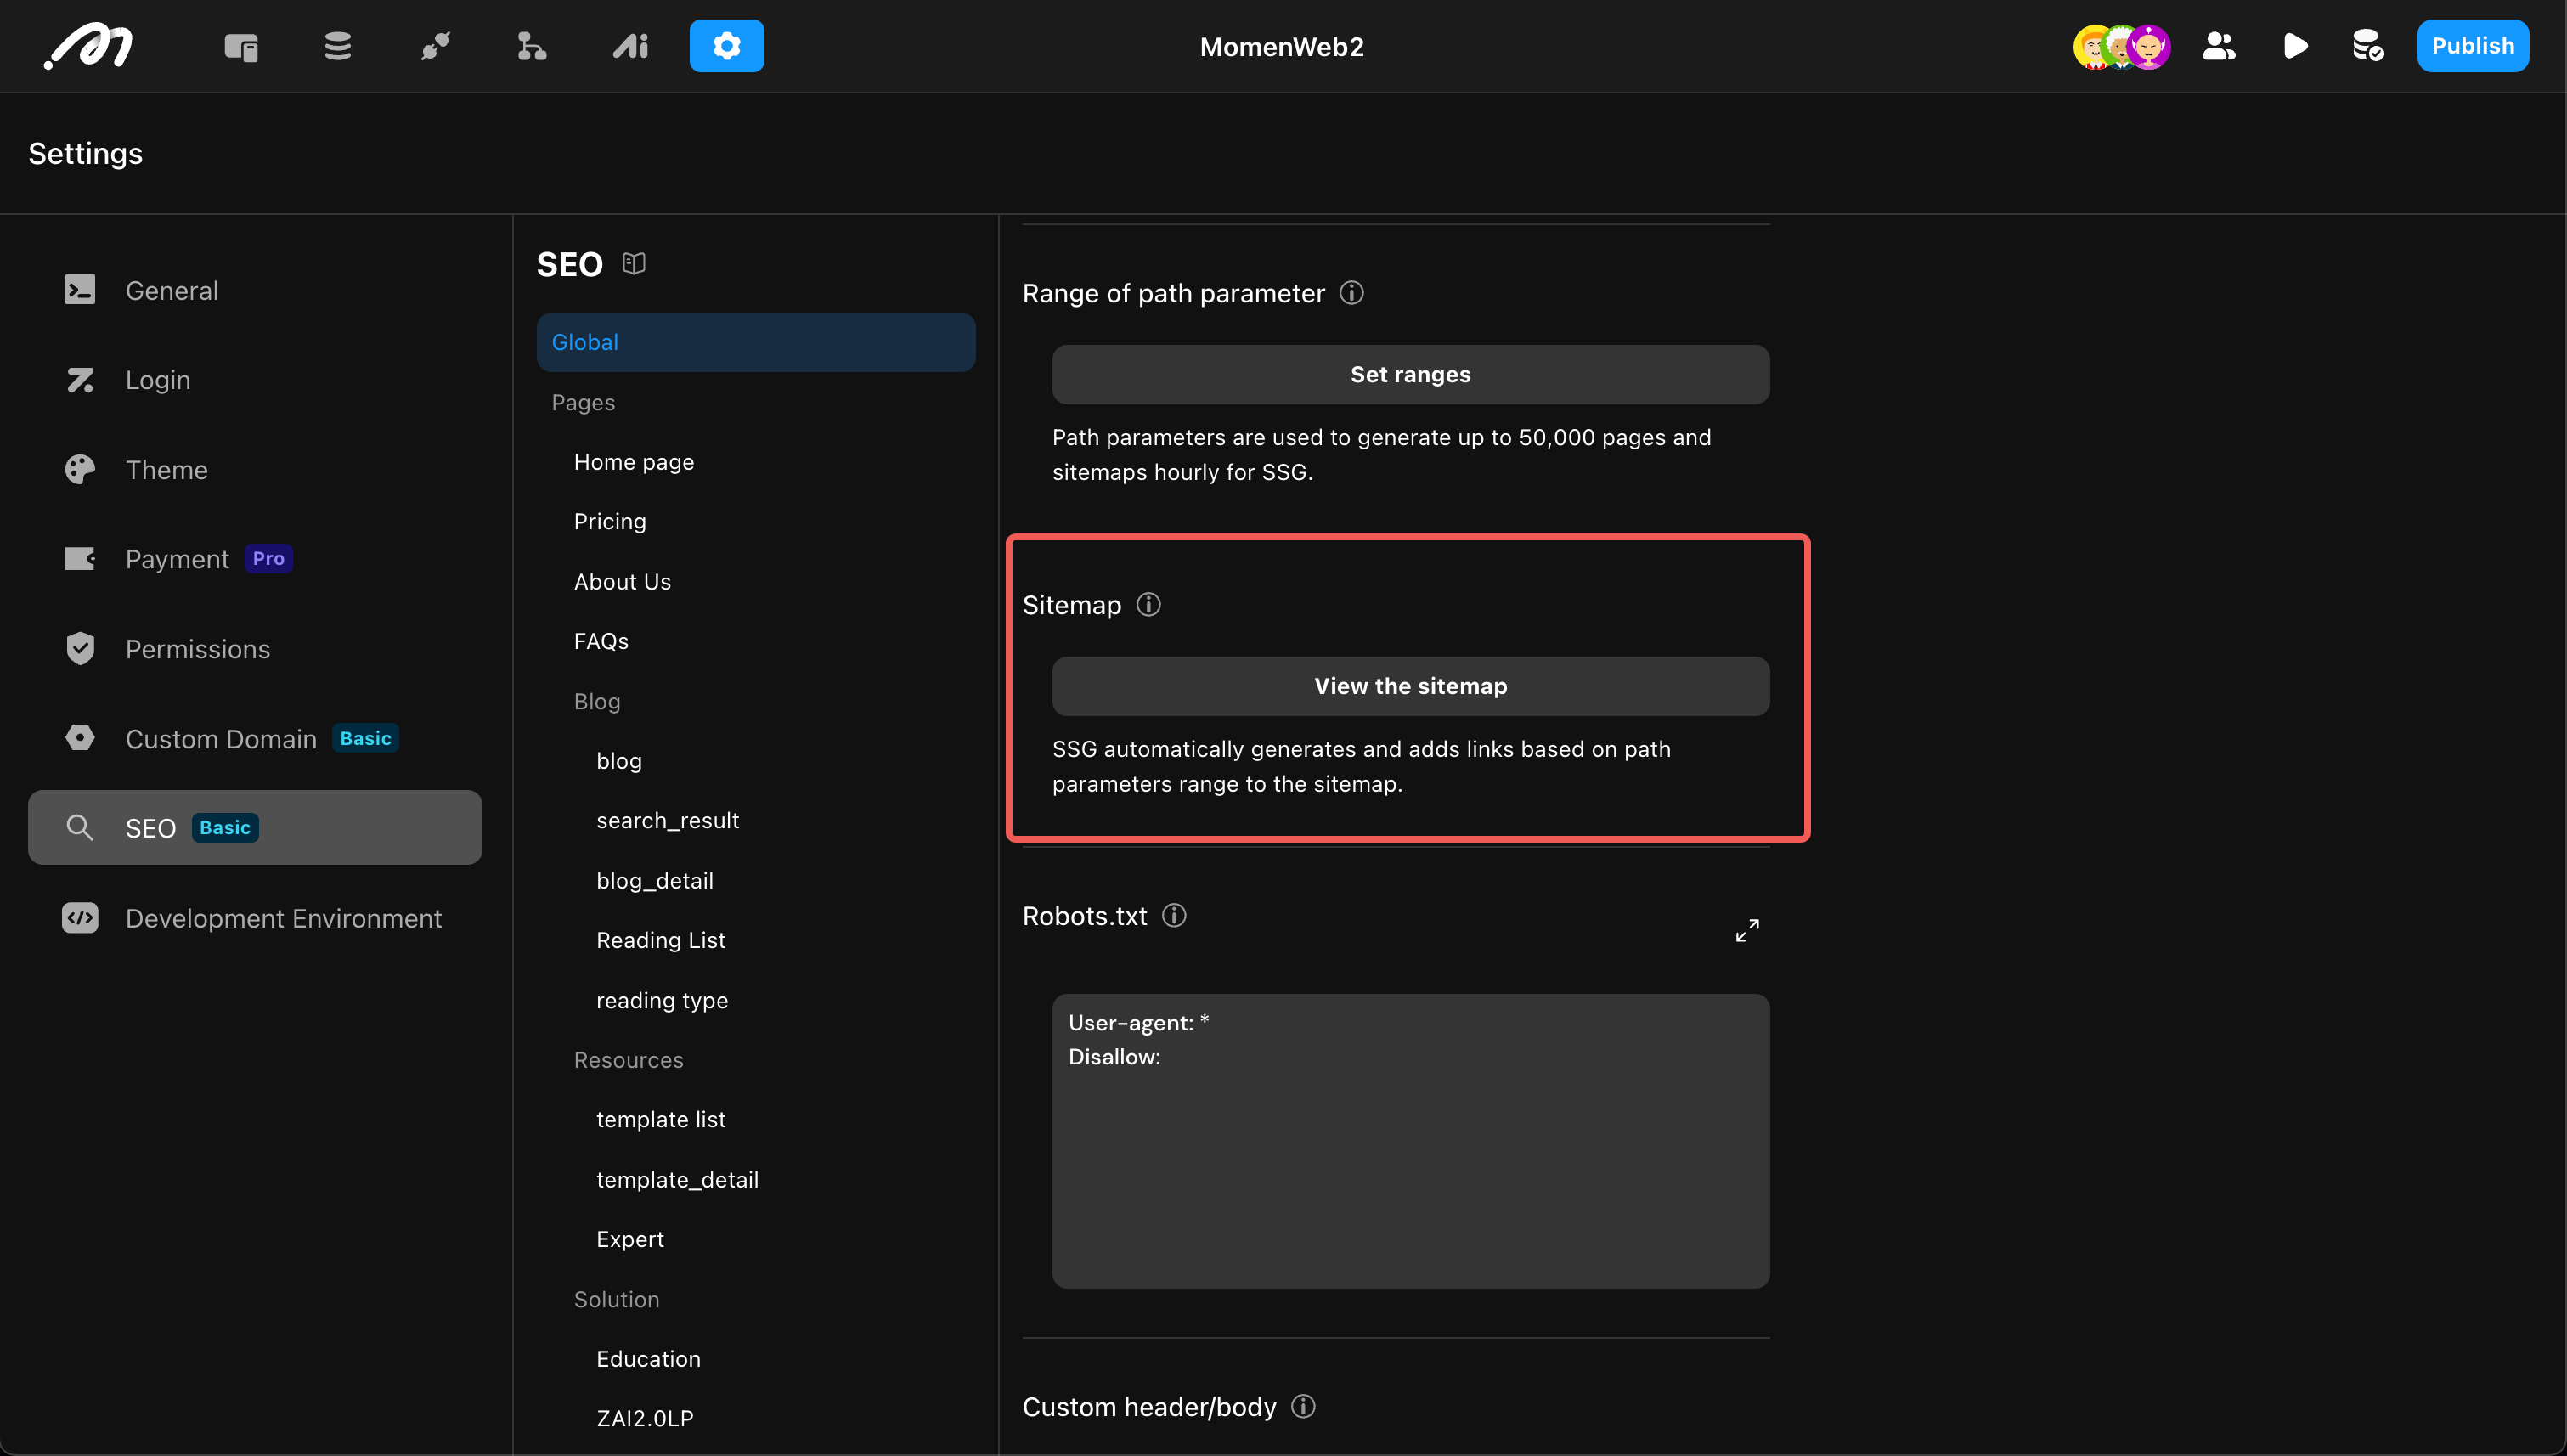 Ai
MomenWeb2
Publish
Settings
General
Login
Theme
Payment Pro
Permissions
Custom Domain Basic
SEO Basic
Development Environment
SEO
Global
Pages
Home page
Pricing
About Us
FAQs
Blog
blog
search_result
blog_detail
Reading List
reading type
Resources
template list
template_detail
Expert
Solution
Education
ZAI2.0LP
Range of path parameter
Set ranges
Path parameters are used to generate up to 50,000 pages and
sitemaps hourly for SSG.
Sitemap
View the sitemap
SSG automatically generates and adds links based on path
parameters range to the sitemap.
Robots.txt
User-agent: *
Disallow:
Custom header/body